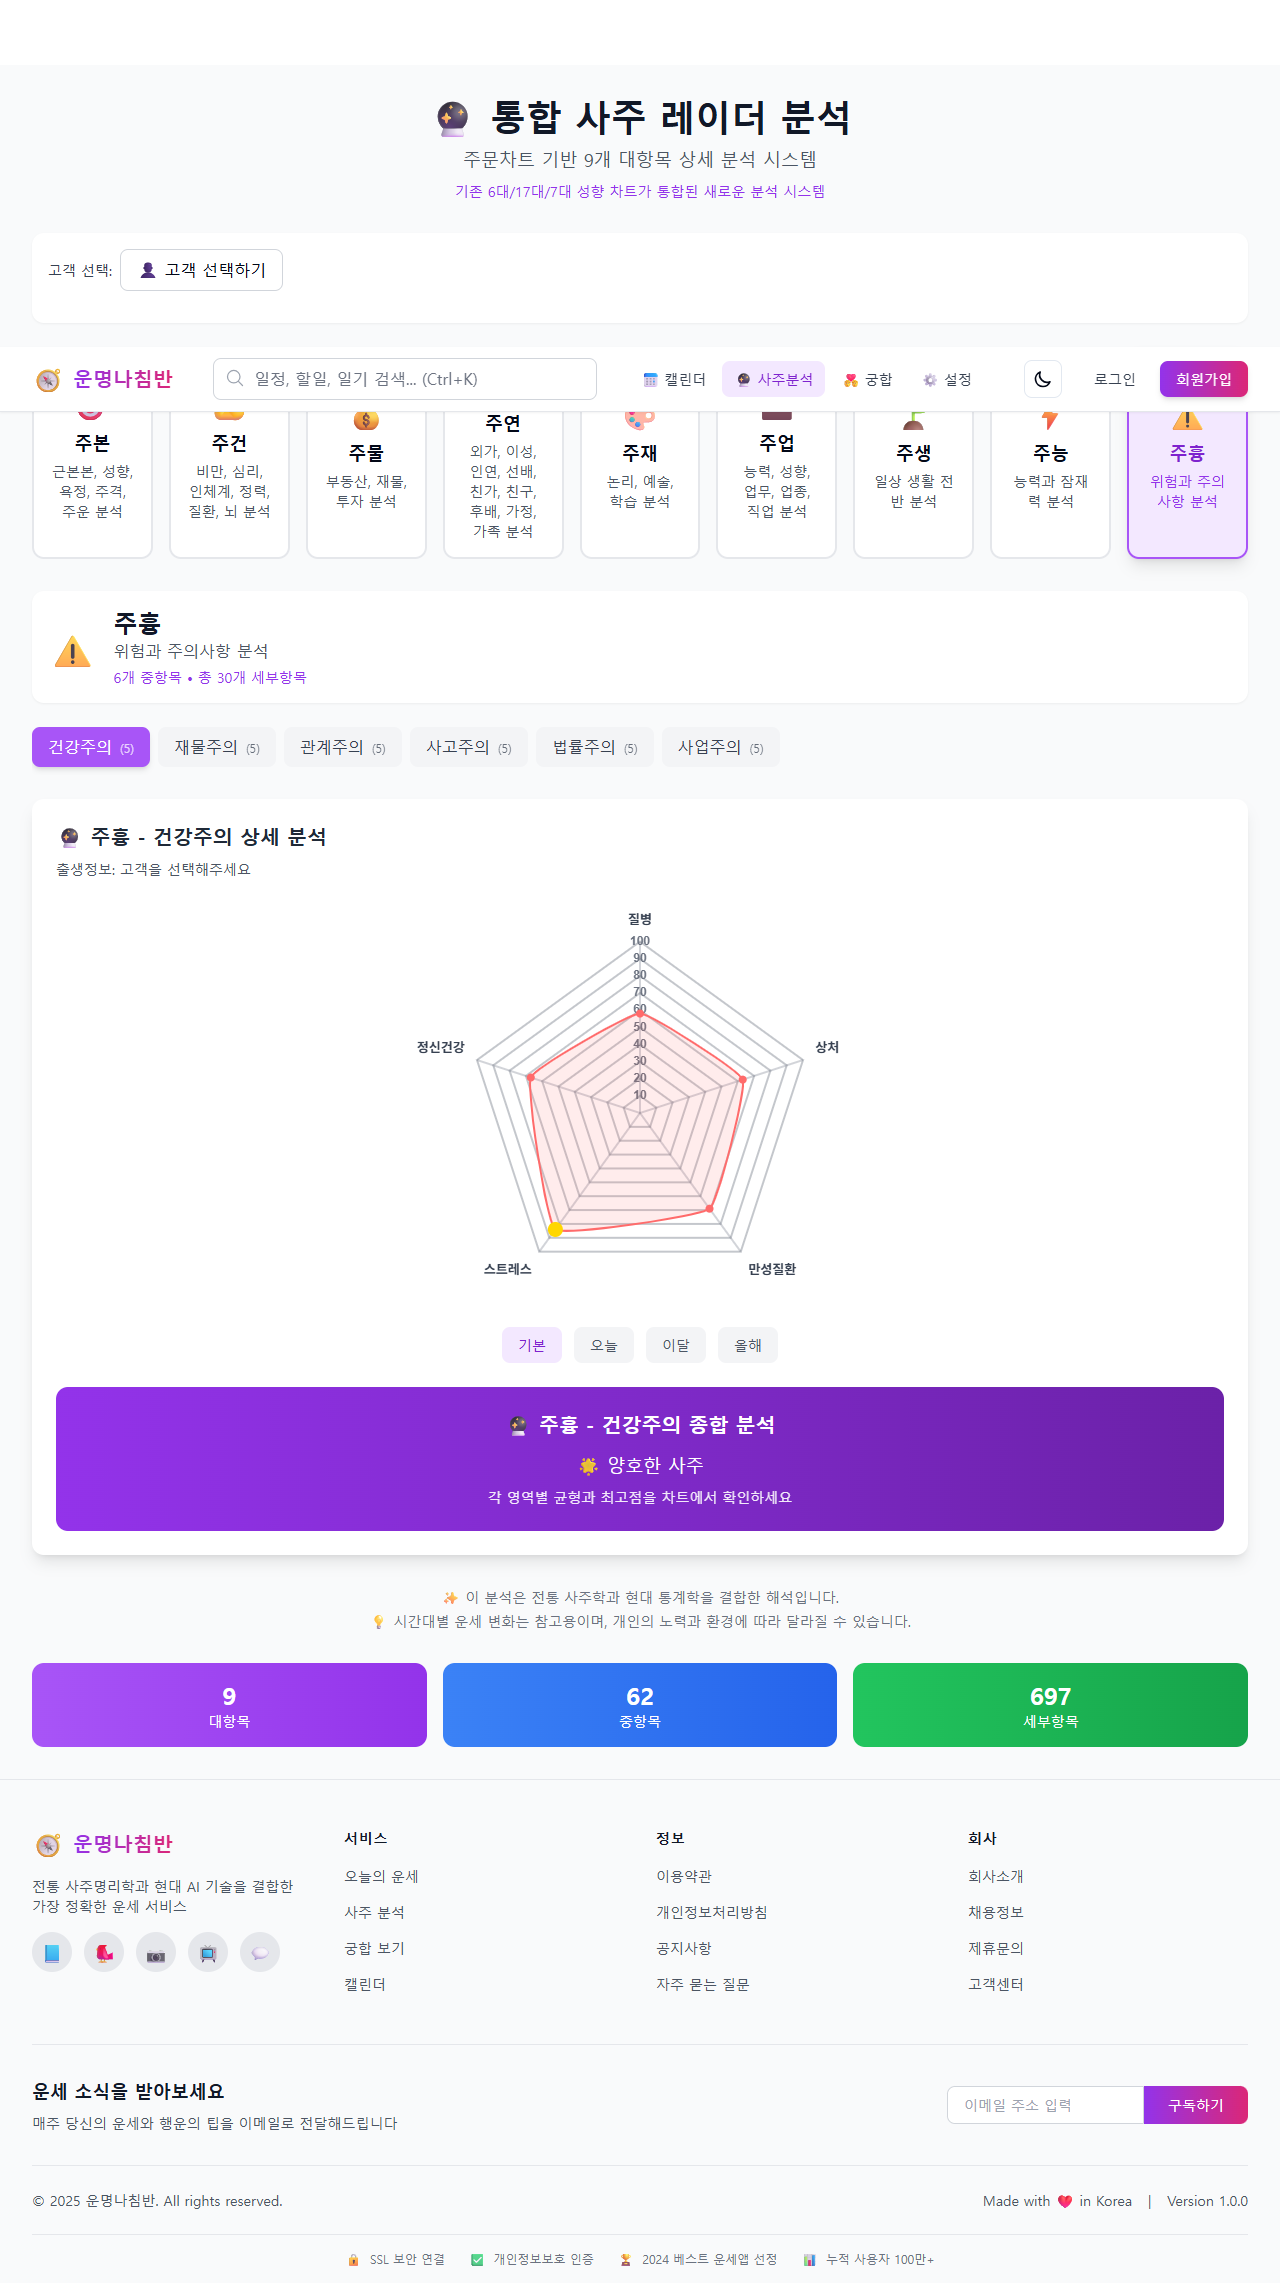 통합 사주 레이더 분석
주문차트 기반 9개 대항목 상세 분석 시스템
기존 6대/17대/7대 성향 차트가 통합된 새로운 분석 시스템
고객 선택: 고객 선택하기
운명나침반 일정, 할일, 일기 검색... (Ctrl+K) 캘린더 사주분석 궁합 설정 로그인 회원가입
주본
근본본, 성향,
욕정, 주격,
주운 분석
주건
비만, 심리,
인체계, 정력,
질환, 뇌 분석
주물
부동산, 재물,
투자 분석
주연
외가, 이성,
인연, 선배,
친가, 친구,
후배, 가정,
가족 분석
주재
논리, 예술,
학습 분석
주업
능력, 성향,
업무, 업종,
직업 분석
주생
일상 생활 전
반 분석
주능
능력과 잠재
력 분석
주흉
위험과 주의
사항 분석
주흉
위험과 주의사항 분석
6개 중항목 • 총 30개 세부항목
건강주의 (5) 재물주의 (5) 관계주의 (5) 사고주의 (5) 법률주의 (5) 사업주의 (5)
주흉 - 건강주의 상세 분석
출생정보: 고객을 선택해주세요
질병
100
90
80
70
60
50
40
30
20
10
정신건강
상처
스트레스
만성질환
기본 오늘 이달 올해
주흉 - 건강주의 종합 분석
양호한 사주
각 영역별 균형과 최고점을 차트에서 확인하세요
이 분석은 전통 사주학과 현대 통계학을 결합한 해석입니다.
시간대별 운세 변화는 참고용이며, 개인의 노력과 환경에 따라 달라질 수 있습니다.
9
대항목
62
중항목
697
세부항목
운명나침반
전통 사주명리학과 현대 AI 기술을 결합한
가장 정확한 운세 서비스
서비스
오늘의 운세
사주 분석
궁합 보기
캘린더
정보
이용약관
개인정보처리방침
공지사항
자주 묻는 질문
회사
회사소개
채용정보
제휴문의
고객센터
운세 소식을 받아보세요
매주 당신의 운세와 행운의 팁을 이메일로 전달해드립니다
이메일 주소 입력 구독하기
© 2025 운명나침반. All rights reserved.
Made with ❤️ in Korea | Version 1.0.0
SSL 보안 연결 개인정보보호 인증 2024 베스트 운세앱 선정 누적 사용자 100만+